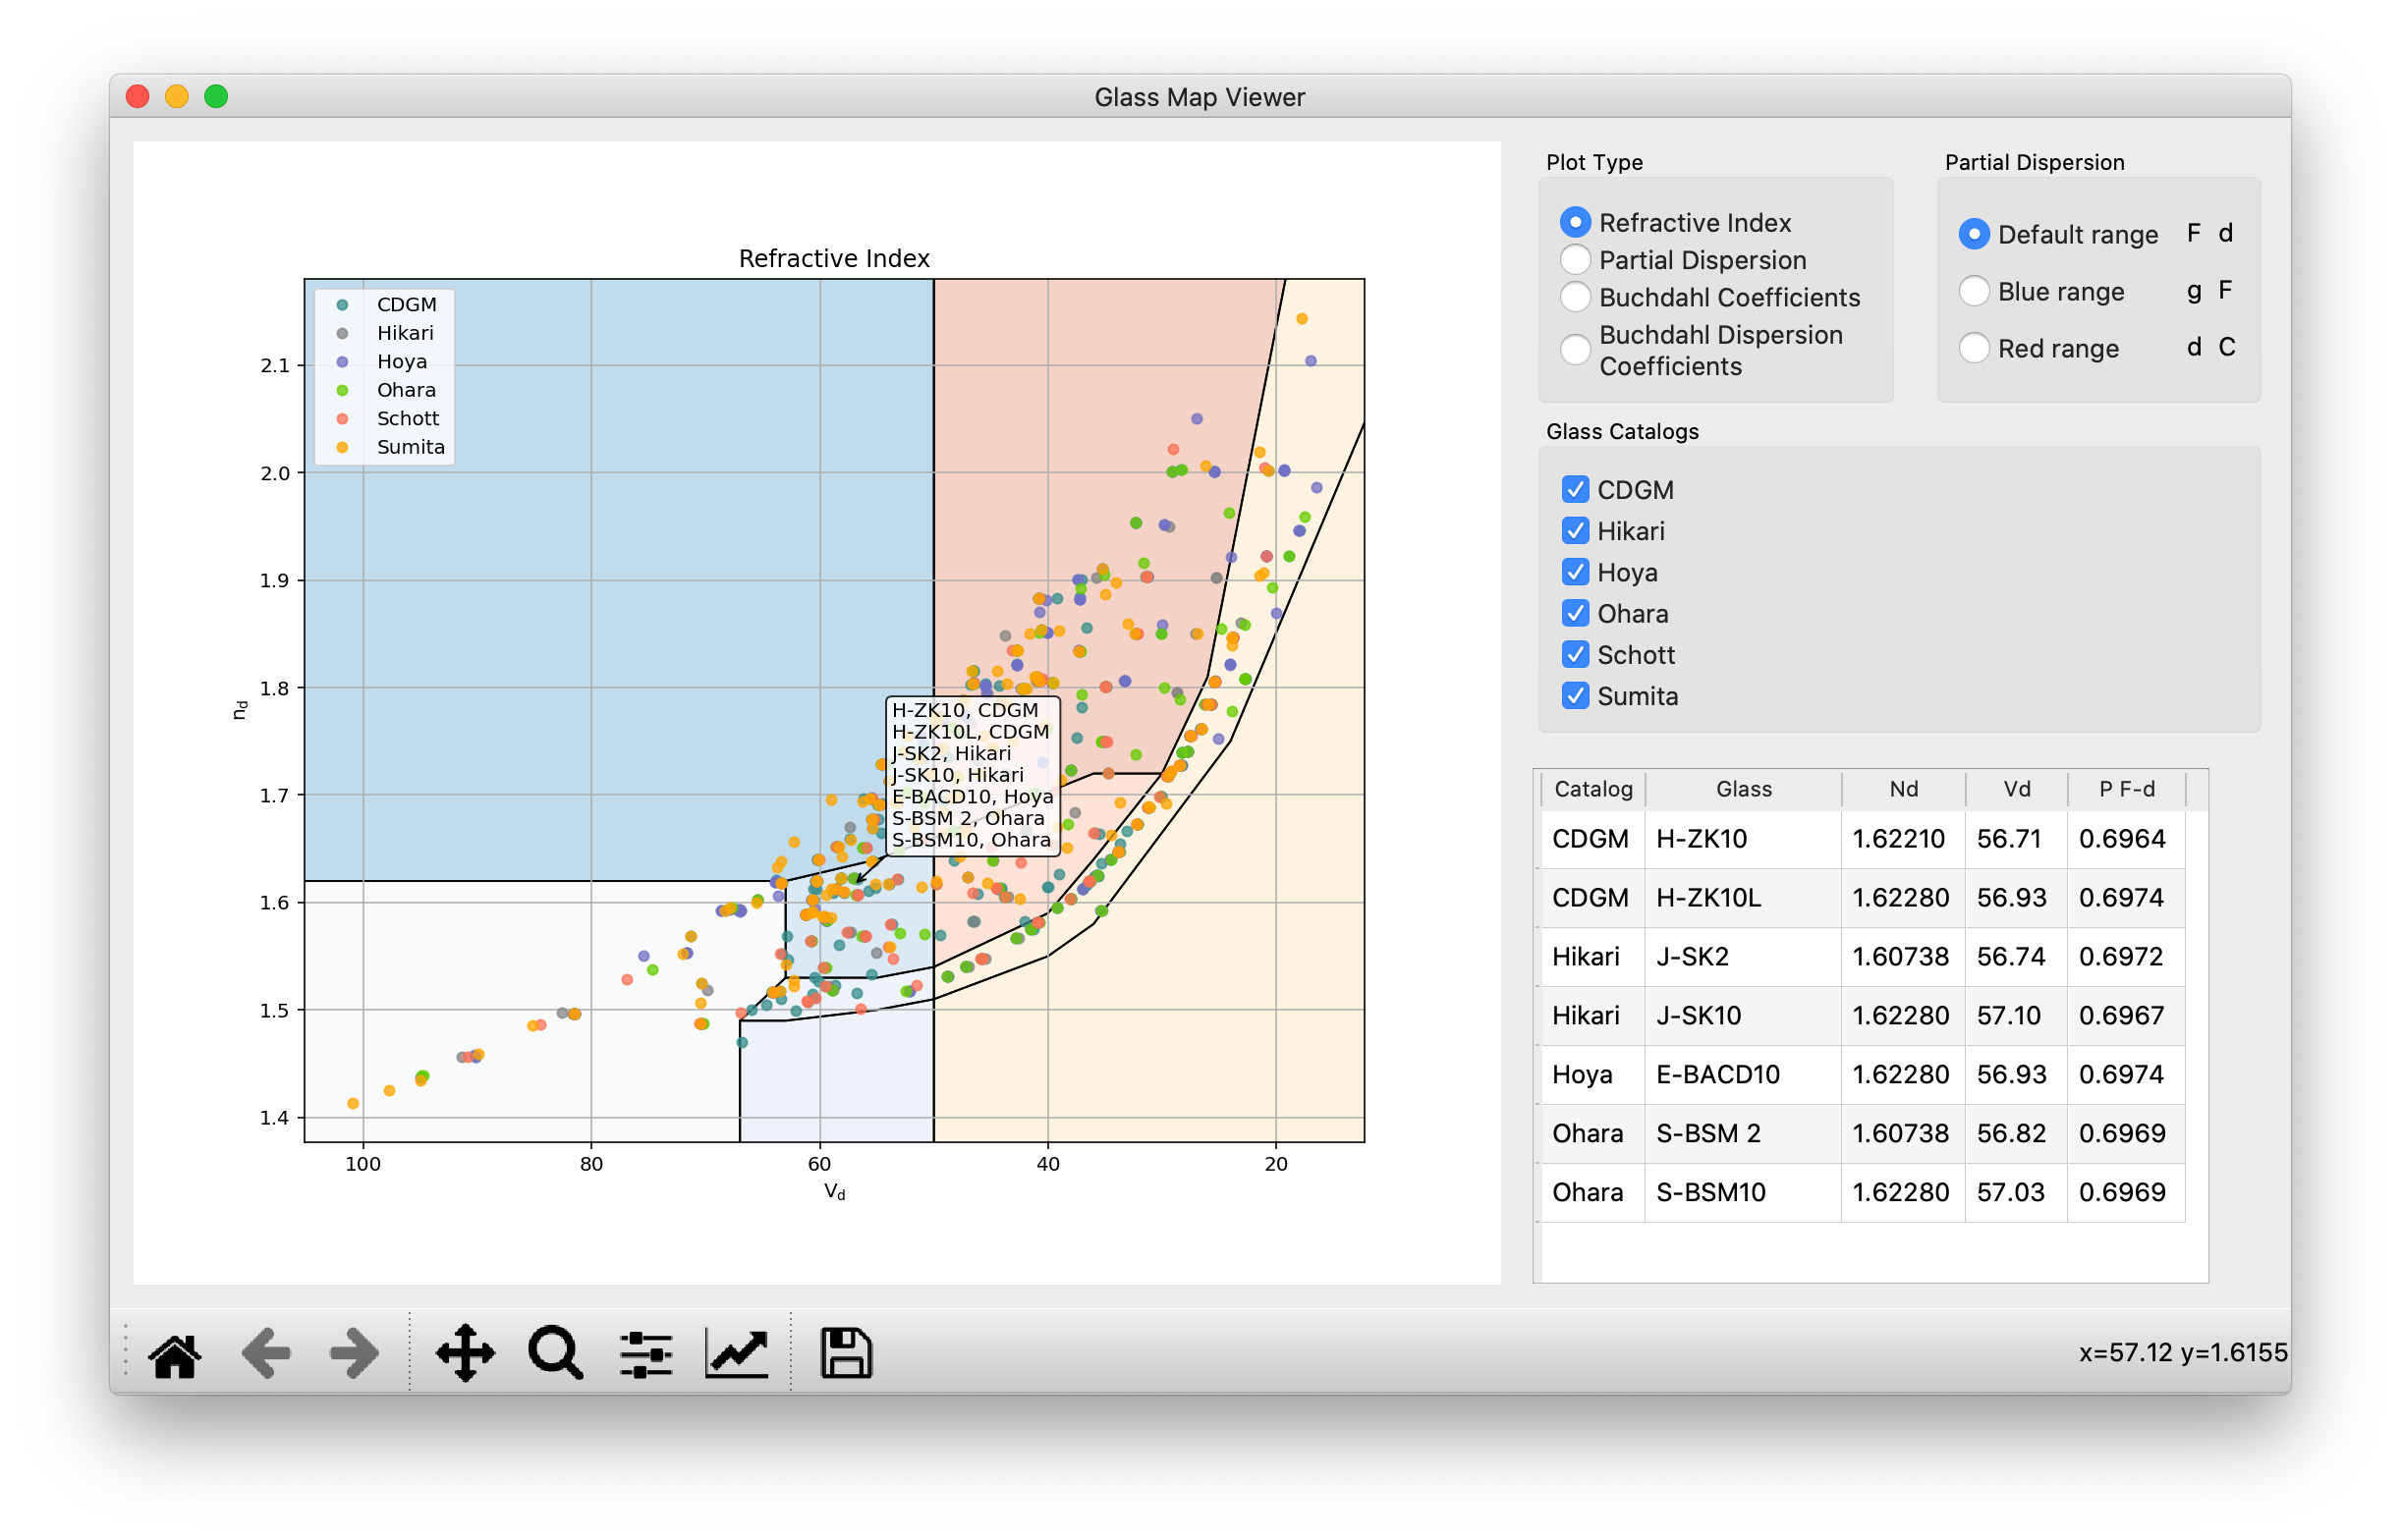 Glass Map Viewer
Refractive Index
CDGM
Hikari
Hoya
Ohara
Schott
Sumita
2.1
2.0
1.9
1.8
1.7
1.6
1.5
1.4
nd
100 80 60 40 20
Vd
H-ZK10, CDGM
H-ZK10L, CDGM
J-SK2, Hikari
J-SK10, Hikari
E-BACD10, Hoya
S-BSM 2, Ohara
S-BSM10, Ohara
Plot Type
Refractive Index
Partial Dispersion
Buchdahl Coefficients
Buchdahl Dispersion
Coefficients
Partial Dispersion
Default range F d
Blue range g F
Red range d C
Glass Catalogs
CDGM
Hikari
Hoya
Ohara
Schott
Sumita
Catalog Glass Nd Vd P F-d
CDGM H-ZK10 1.62210 56.71 0.6964
CDGM H-ZK10L 1.62280 56.93 0.6974
Hikari J-SK2 1.60738 56.74 0.6972
Hikari J-SK10 1.62280 57.10 0.6967
Hoya E-BACD10 1.62280 56.93 0.6974
Ohara S-BSM 2 1.60738 56.82 0.6969
Ohara S-BSM10 1.62280 57.03 0.6969
x=57.12 y=1.6155